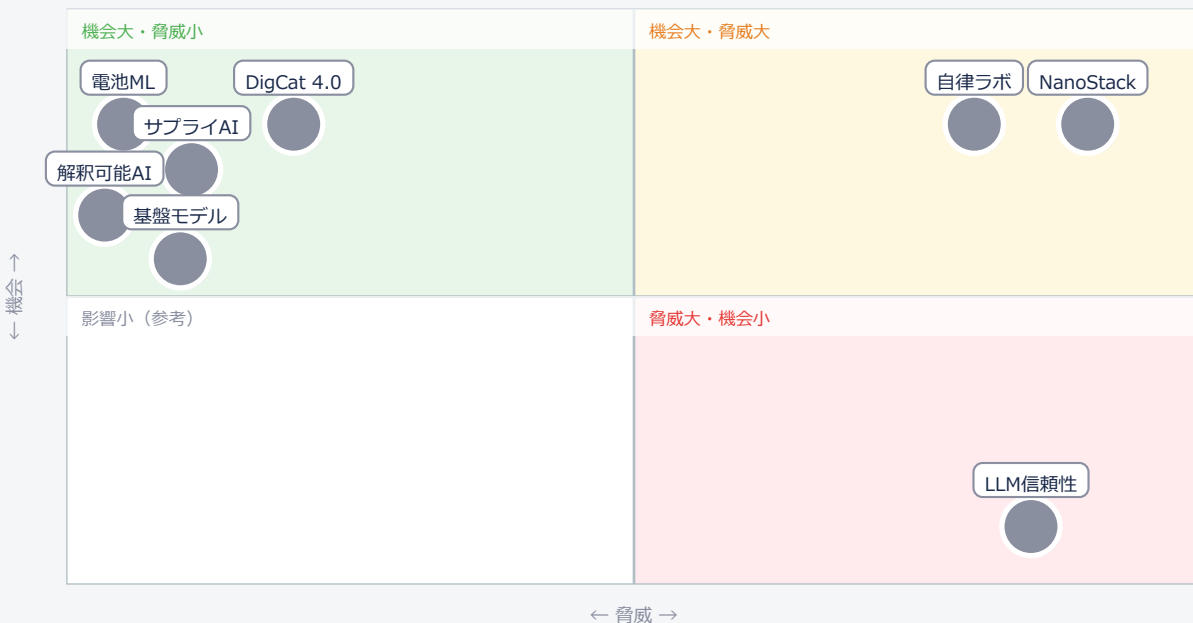 機会大・脅威小
機会大・脅威大
電池ML
DigCat 4.0
自律ラボ
NanoStack
サプライAI
解釈可能AI
基盤モデル
← 機会 →
影響小（参考）
脅威大・機会小
LLM信頼性
← 脅威 →